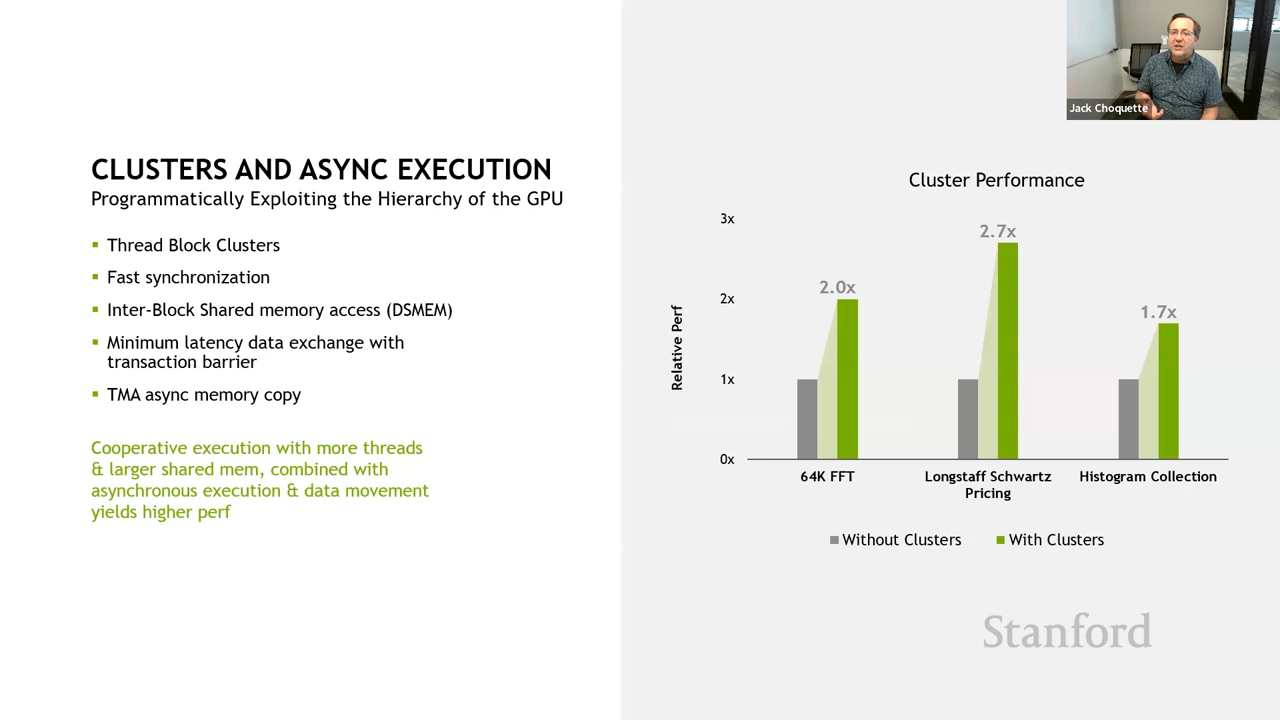 Jack Choquette
CLUSTERS AND ASYNC EXECUTION
Programmatically Exploiting the Hierarchy of the GPU
Thread Block Clusters
Fast synchronization
Inter-Block Shared memory access (DSMEM)
Minimum latency data exchange with
transaction barrier
TMA async memory copy
Cooperative execution with more threads
& larger shared mem, combined with
asynchronous execution & data movement
yields higher perf
Cluster Performance
Relative Perf
3x
2x
1x
0x
2.0x
2.7x
1.7x
64K FFT
Longstaff Schwartz
Pricing
Histogram Collection
Without Clusters
With Clusters
Stanford